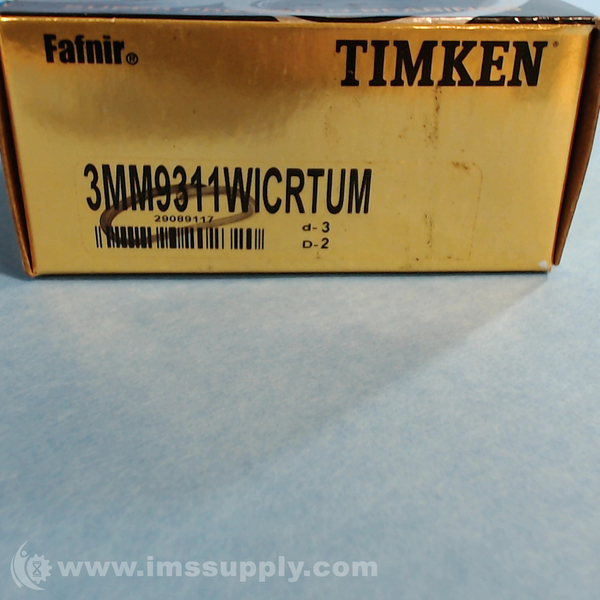 Fafnir®
TIMKEN
3MM9311WICRTUM
29089117
d-3
D-2
www.imssupply.com